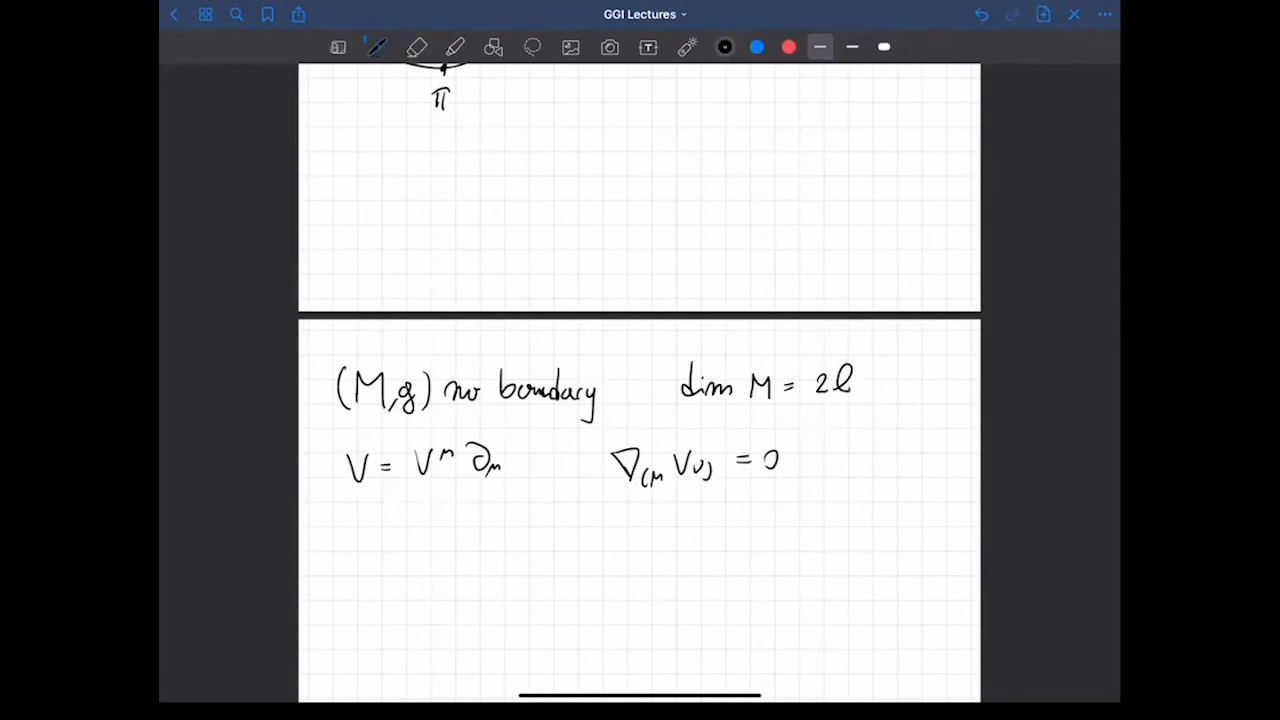 GGI Lectures
T
π
(M,g) no boundary dim M = 2ℓ
V = V^μ ∂_μ ∇_(μ V_ν) = 0